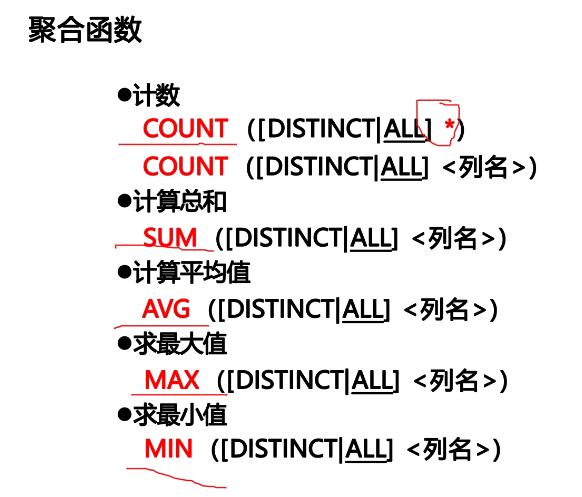 聚合函数
●计数
COUNT ([DISTINCT|ALL] *)
COUNT ([DISTINCT|ALL] <列名>)
●计算总和
SUM ([DISTINCT|ALL] <列名>)
●计算平均值
AVG ([DISTINCT|ALL] <列名>)
●求最大值
MAX ([DISTINCT|ALL] <列名>)
●求最小值
MIN ([DISTINCT|ALL] <列名>)